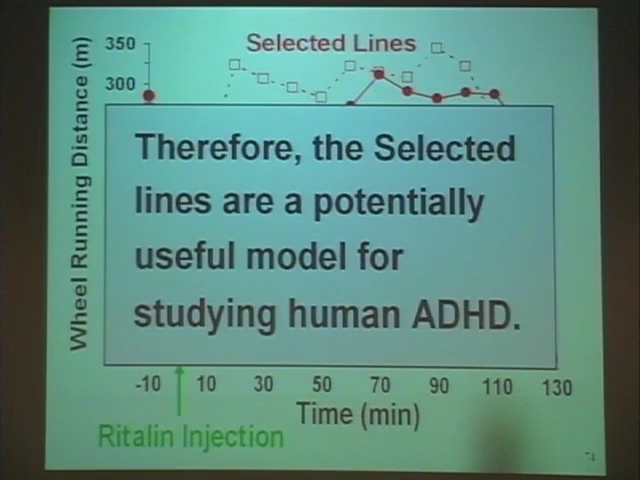 350
Selected Lines
300
Wheel Running Distance (m)
Therefore, the Selected
lines are a potentially
useful model for
studying human ADHD.
-10 10 30 50 70 90 110 130
Time (min)
Ritalin Injection